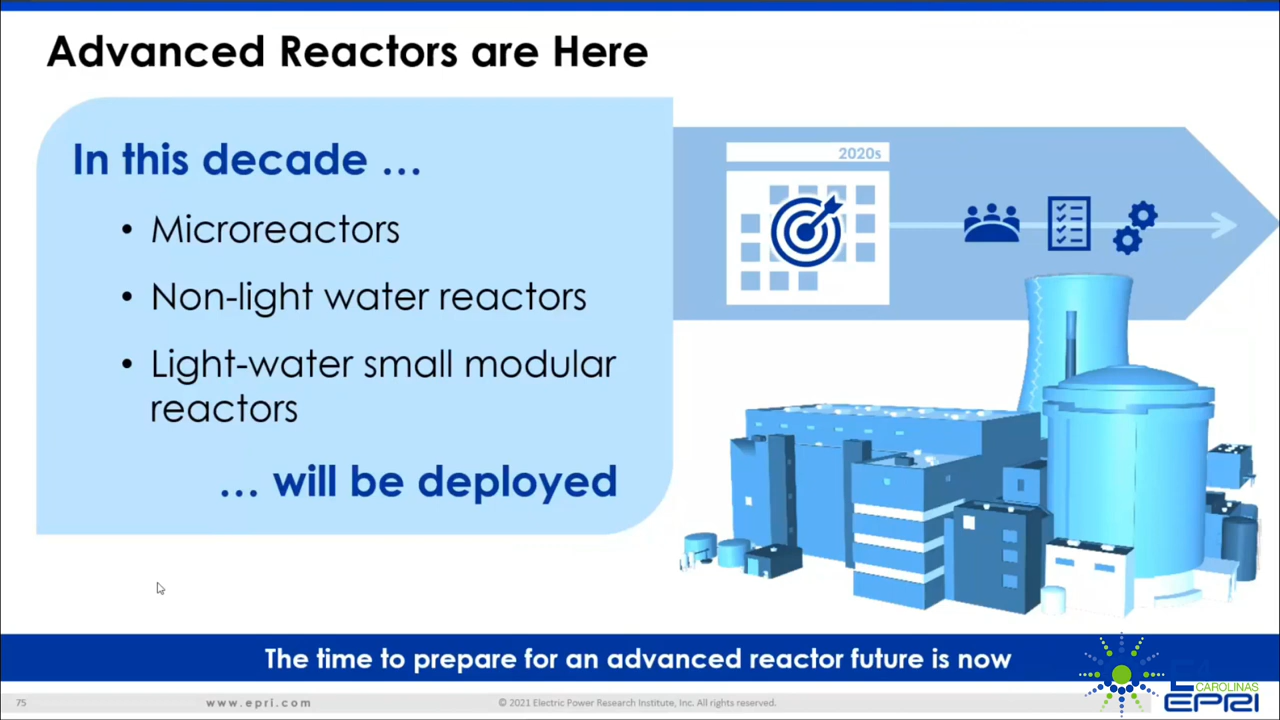 Advanced Reactors are Here
In this decade …
• Microreactors
• Non-light water reactors
• Light-water small modular
reactors
… will be deployed
2020s
The time to prepare for an advanced reactor future is now
75
www.epri.com
© 2021 Electric Power Research Institute, Inc. All rights reserved.
CAROLINAS
EPRI